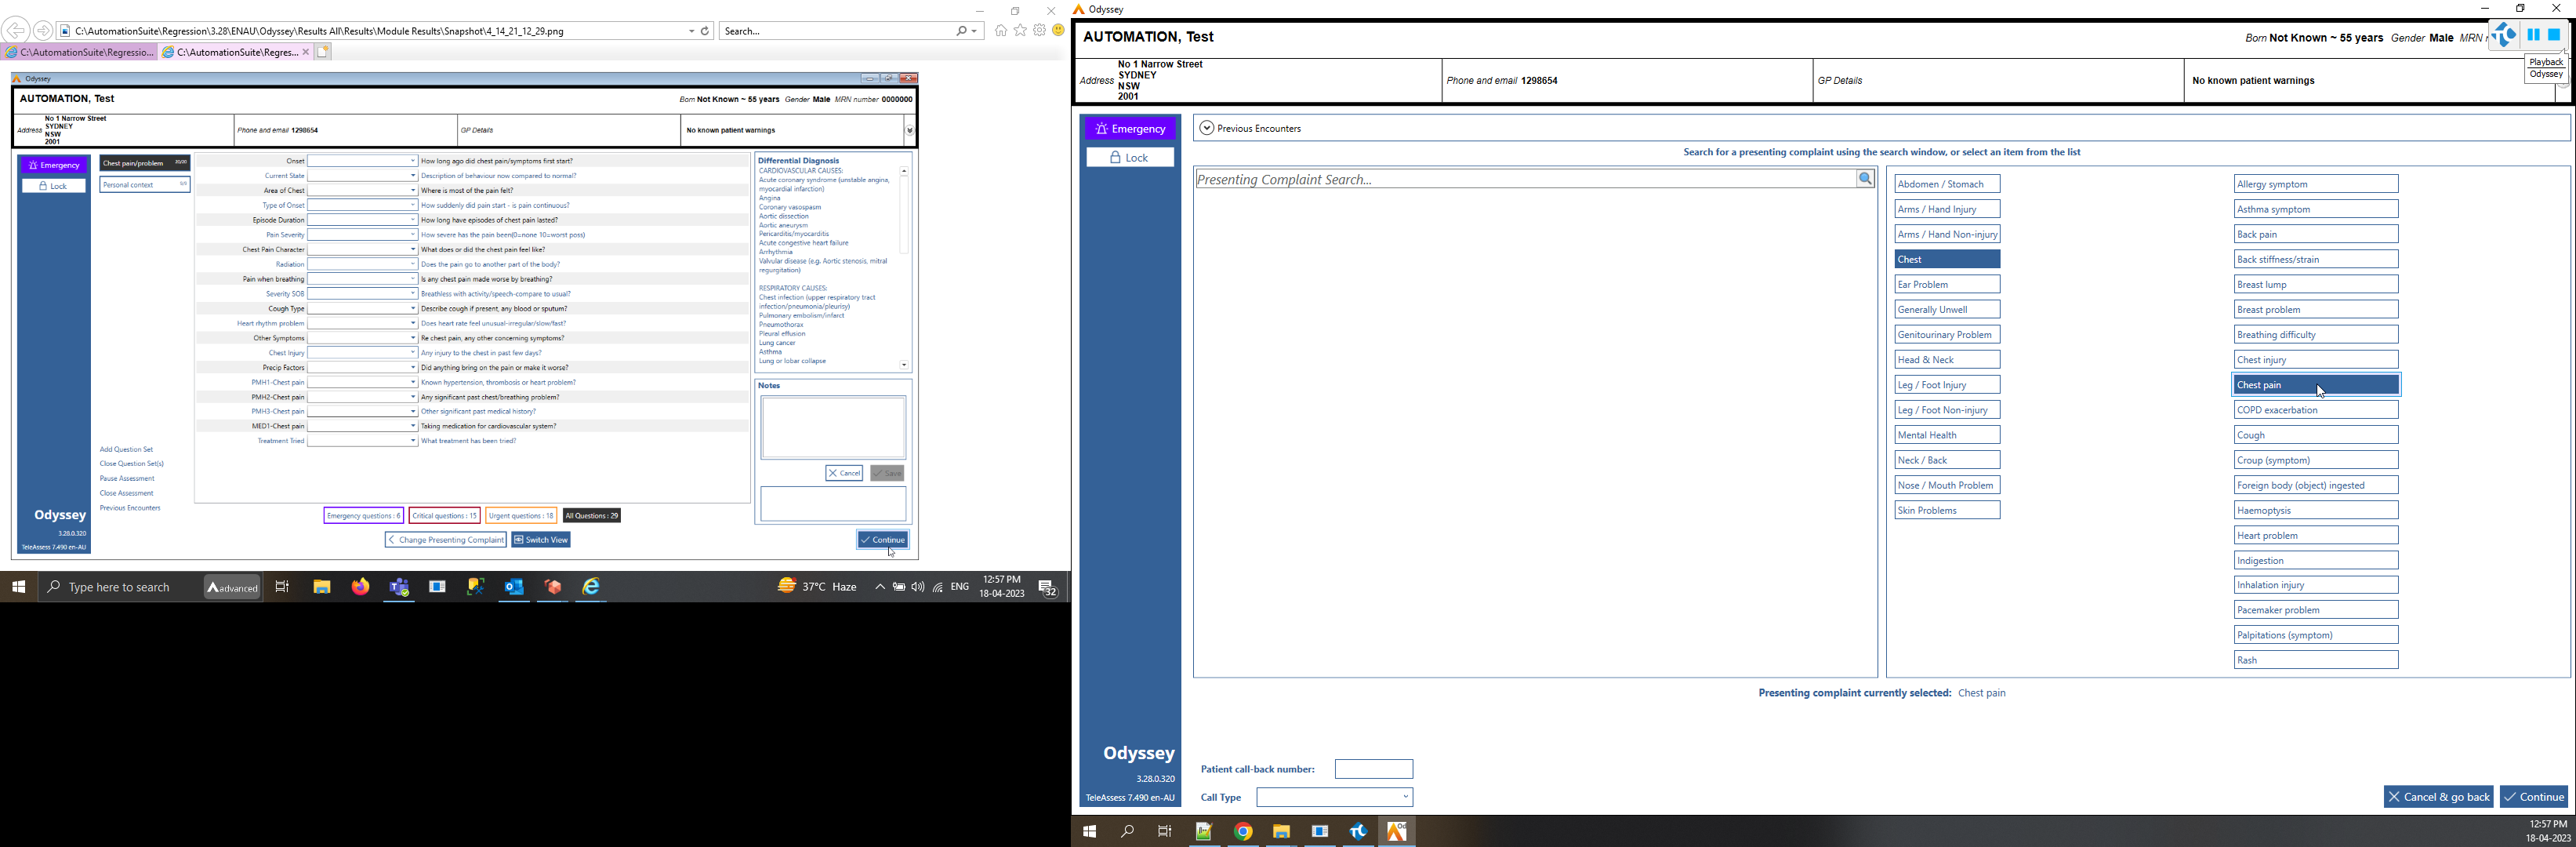 C:\AutomationSuite\Regression\3.28\ENAU\Odyssey\Results All\Results\Module Results\Snapshot\4_14_21_12_29.png
Search...
C:\AutomationSuite\Regressio...
C:\AutomationSuite\Regres...
Odyssey
AUTOMATION, Test
Born Not Known ~ 55 years Gender Male MRN number 0000000
Address
No 1 Narrow Street
SYDNEY
NSW
2001
Phone and email 1298654
GP Details
No known patient warnings
Emergency
Lock
Chest pain/problem 20/20
Personal context
Onset How long ago did chest pain/symptoms first start?
Current State Description of behaviour now compared to normal?
Area of Chest Where is most of the pain felt?
Type of Onset How suddenly did pain start - is pain continuous?
Episode Duration How long have episodes of chest pain lasted?
Pain Severity How severe has the pain been(0=none 10=worst poss)
Chest Pain Character What does or did the chest pain feel like?
Radiation Does the pain go to another part of the body?
Pain when breathing Is any chest pain made worse by breathing?
Severity SOB Breathless with activity/speech-compare to usual?
Cough Type Describe cough if present, any blood or sputum?
Heart rhythm problem Does heart rate feel unusual-irregular/slow/fast?
Other Symptoms Re chest pain, any other concerning symptoms?
Chest Injury Any injury to the chest in past few days?
Precip Factors Did anything bring on the pain or make it worse?
PMH1-Chest pain Known hypertension, thrombosis or heart problem?
PMH2-Chest pain Any significant past chest/breathing problem?
PMH3-Chest pain Other significant past medical history?
MED1-Chest pain Taking medication for cardiovascular system?
Treatment Tried What treatment has been tried?
Differential Diagnosis
CARDIOVASCULAR CAUSES:
Acute coronary syndrome (unstable angina,
myocardial infarction)
Angina
Coronary vasospasm
Aortic dissection
Aortic aneurysm
Pericarditis/myocarditis
Acute congestive heart failure
Arrhythmia
Valvular disease (e.g. Aortic stenosis, mitral
regurgitation)
RESPIRATORY CAUSES:
Chest infection (upper respiratory tract
infection/pneumonia/pleurisy)
Pulmonary embolism/infarct
Pneumothorax
Pleural effusion
Lung cancer
Asthma
Lung or lobar collapse
Notes
Cancel
Save
Add Question Set
Close Question Set(s)
Pause Assessment
Close Assessment
Previous Encounters
Odyssey
3.28.0.320
TeleAssess 7.490 en-AU
Emergency questions : 6
Critical questions : 15
Urgent questions : 18
All Questions : 29
Change Presenting Complaint
Switch View
Continue
Type here to search
advanced
37°C Haze
ENG
12:57 PM
18-04-2023
32
Odyssey
AUTOMATION, Test
Born Not Known ~ 55 years Gender Male MRN
Playback
Odyssey
Address
No 1 Narrow Street
SYDNEY
NSW
2001
Phone and email 1298654
GP Details
No known patient warnings
Emergency
Lock
Previous Encounters
Search for a presenting complaint using the search window, or select an item from the list
Presenting Complaint Search...
Abdomen / Stomach
Arms / Hand Injury
Arms / Hand Non-injury
Chest
Ear Problem
Generally Unwell
Genitourinary Problem
Head & Neck
Leg / Foot Injury
Leg / Foot Non-injury
Mental Health
Neck / Back
Nose / Mouth Problem
Skin Problems
Allergy symptom
Asthma symptom
Back pain
Back stiffness/strain
Breast lump
Breast problem
Breathing difficulty
Chest injury
Chest pain
COPD exacerbation
Cough
Croup (symptom)
Foreign body (object) ingested
Haemoptysis
Heart problem
Indigestion
Inhalation injury
Pacemaker problem
Palpitations (symptom)
Rash
Presenting complaint currently selected: Chest pain
Odyssey
3.28.0.320
TeleAssess 7.490 en-AU
Patient call-back number:
Call Type
Cancel & go back
Continue
12:57 PM
18-04-2023